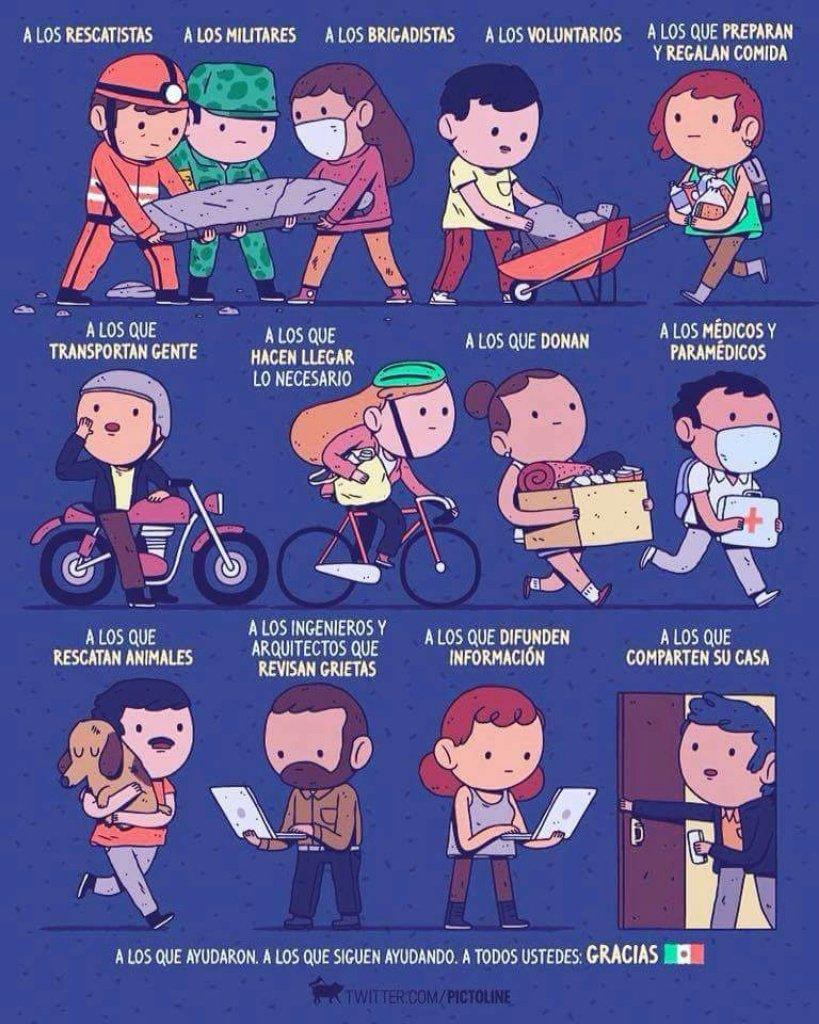 A LOS RESCATISTAS
A LOS MILITARES
A LOS BRIGADISTAS
A LOS VOLUNTARIOS
A LOS QUE PREPARAN
Y REGALAN COMIDA
A LOS QUE
TRANSPORTAN GENTE
A LOS QUE
HACEN LLEGAR
LO NECESARIO
A LOS QUE DONAN
A LOS MÉDICOS Y
PARAMÉDICOS
A LOS QUE
RESCATAN ANIMALES
A LOS INGENIEROS Y
ARQUITECTOS QUE
REVISAN GRIETAS
A LOS QUE DIFUNDEN
INFORMACIÓN
A LOS QUE
COMPARTEN SU CASA
A LOS QUE AYUDARON. A LOS QUE SIGUEN AYUDANDO. A TODOS USTEDES: GRACIAS
TWITTER.COM/PICTOLINE